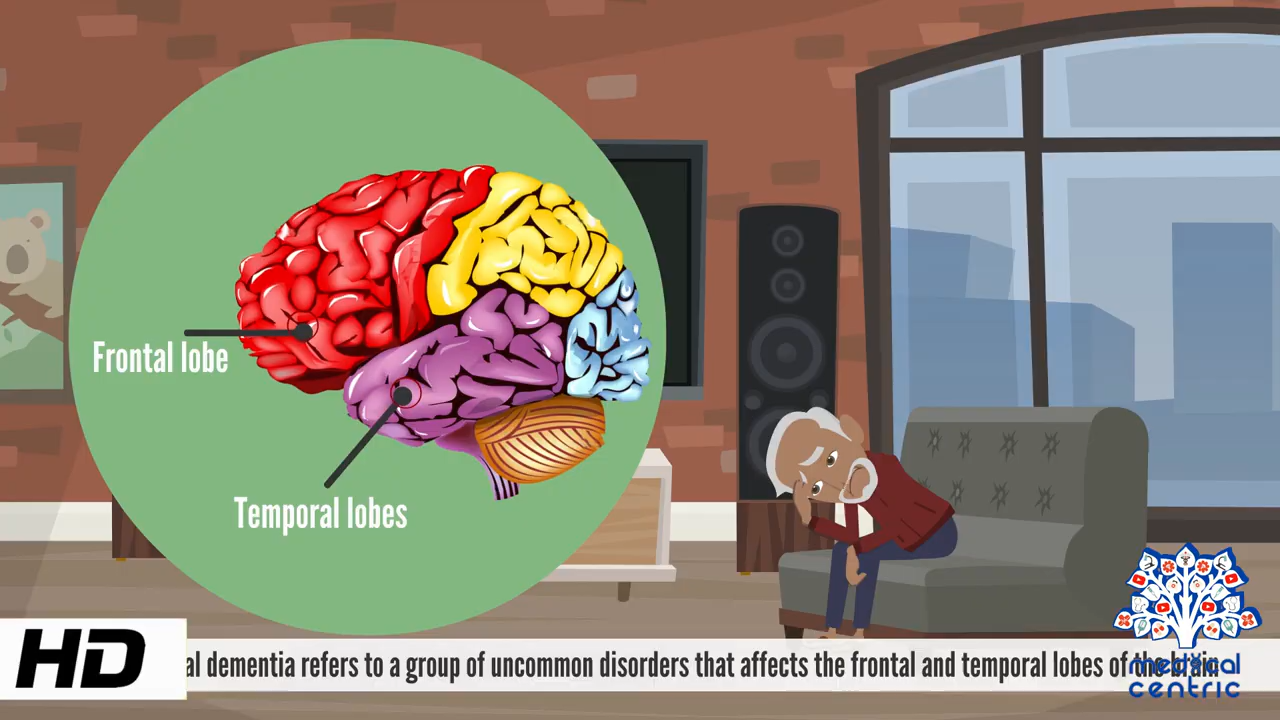 Frontal lobe
Temporal lobes
HD
al dementia refers to a group of uncommon disorders that affects the frontal and temporal lobes of the brain
medical
centric